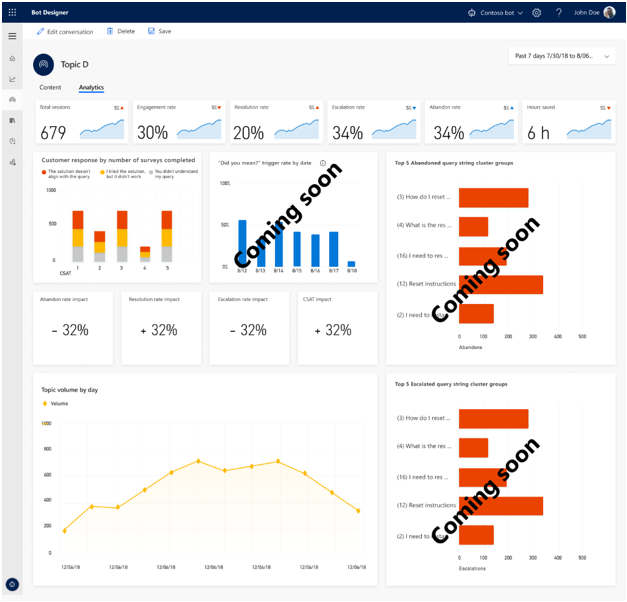 Bot Designer
Contoso bot
?
John Doe
Edit conversation
Delete
Save
Topic D
Past 7 days 7/30/18 to 8/06...
Content
Analytics
Total sessions
679
Engagement rate
30%
Resolution rate
20%
Escalation rate
34%
Abandon rate
34%
Hours saved
6 h
Customer response by number of surveys completed
The solution doesn't align with the query
I tried the solution, but it didn't work
You didn't understand my query
1000
500
0
CSAT
1 2 3 4 5
"Did you mean?" trigger rate by date
100%
50%
0%
8/12 8/13 8/14 8/15 8/16 8/17 8/18
Coming soon
Top 5 Abandoned query string cluster groups
(3) How do I reset ...
(4) What is the res ...
(16) I need to res ...
(12) Reset instructions
(2) I need to
0 100 200 300 400 500
Abandons
Coming soon
Abandon rate impact
- 32%
Resolution rate impact
+ 32%
Escalation rate impact
- 32%
CSAT impact
+ 32%
Topic volume by day
Volume
1000
800
600
400
200
0
12/06/18 12/06/18 12/06/18 12/06/18 12/06/18 12/06/18 12/06/18
Top 5 Escalated query string cluster groups
(3) How do I reset ...
(4) What is the res ...
(16) I need to res ...
(12) Reset instructions
(2) I need to
0 100 200 300 400 500
Escalations
Coming soon